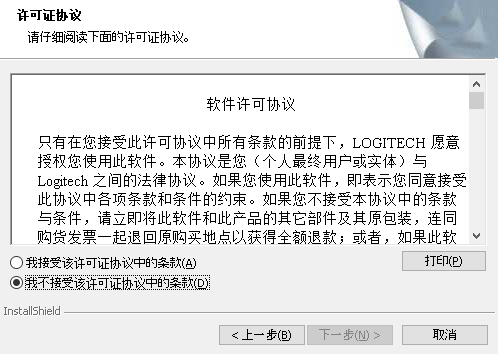 许可证协议
请仔细阅读下面的许可证协议。
软件许可协议
只有在您接受此许可协议中所有条款的前提下，LOGITECH 愿意
授权您使用此软件。本协议是您（个人最终用户或实体）与
Logitech 之间的法律协议。如果您使用此软件，即表示您同意接受
此协议中各项条款和条件的约束。如果您不接受本协议中的条款
与条件，请立即将此软件和此产品的其它部件及其原包装，连同
购货发票一起退回原购买地点以获得全额退款；或者，如果此软
我接受该许可证协议中的条款(A)
打印(P)
我不接受该许可证协议中的条款(D)
InstallShield
< 上一步(B)
下一步(N) >
取消